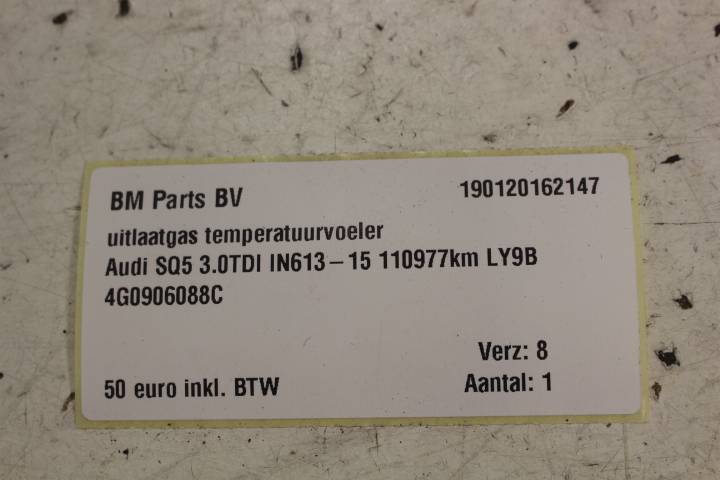 BM Parts BV 190120162147
uitlaatgas temperatuurvoeler
Audi SQ5 3.0TDI IN613-15 110977km LY9B
4G0906088C
Verz: 8
50 euro inkl. BTW Aantal: 1